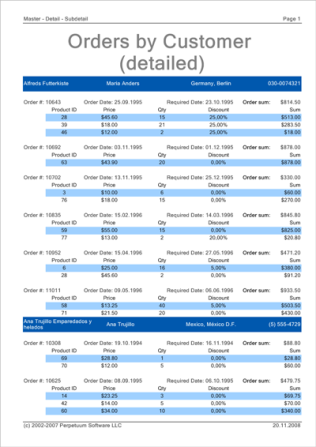 Master - Detail - Subdetail Page 1
Orders by Customer
(detailed)
Alfreds Futterkiste Maria Anders Germany, Berlin 030-0074321
Order #: 10643 Order Date: 25.09.1995 Required Date: 23.10.1995 Order sum: $814.50
Product ID Price Qty Discount Sum
28 $45.60 15 25,00% $513.00
39 $18.00 21 25,00% $283.50
46 $12.00 2 25,00% $18.00
Order #: 10692 Order Date: 03.11.1995 Required Date: 01.12.1995 Order sum: $878.00
Product ID Price Qty Discount Sum
63 $43.90 20 0,00% $878.00
Order #: 10702 Order Date: 13.11.1995 Required Date: 25.12.1995 Order sum: $330.00
Product ID Price Qty Discount Sum
3 $10.00 6 0,00% $60.00
76 $18.00 15 0,00% $270.00
Order #: 10835 Order Date: 15.02.1996 Required Date: 14.03.1996 Order sum: $845.80
Product ID Price Qty Discount Sum
59 $55.00 15 0,00% $825.00
77 $13.00 2 20,00% $20.80
Order #: 10952 Order Date: 15.04.1996 Required Date: 27.05.1996 Order sum: $471.20
Product ID Price Qty Discount Sum
6 $25.00 16 5,00% $380.00
28 $45.60 2 0,00% $91.20
Order #: 11011 Order Date: 09.05.1996 Required Date: 06.06.1996 Order sum: $933.50
Product ID Price Qty Discount Sum
58 $13.25 40 5,00% $503.50
71 $21.50 20 0,00% $430.00
Ana Trujillo Emparedados y
helados Ana Trujillo Mexico, México D.F. (5) 555-4729
Order #: 10308 Order Date: 19.10.1994 Required Date: 16.11.1994 Order sum: $88.80
Product ID Price Qty Discount Sum
69 $28.80 1 0,00% $28.80
70 $12.00 5 0,00% $60.00
Order #: 10625 Order Date: 08.09.1995 Required Date: 06.10.1995 Order sum: $479.75
Product ID Price Qty Discount Sum
14 $23.25 3 0,00% $69.75
42 $14.00 5 0,00% $70.00
60 $34.00 10 0,00% $340.00
(c) 2002-2007 Perpetuum Software LLC 20.11.2008